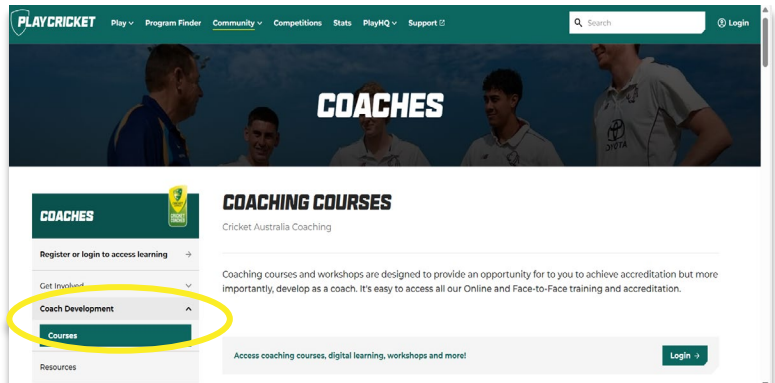 PLAYCRICKET Play Program Finder Community Competitions Stats PlayHQ Support Search Login
TOYOTA
COACHES
COACHES
CRICKET COACHES
Register or login to access learning →
Get Involved
Coach Development
Courses
Resources
COACHING COURSES
Cricket Australia Coaching
Coaching courses and workshops are designed to provide an opportunity for to you to achieve accreditation but more
importantly, develop as a coach. It's easy to access all our Online and Face-to-Face training and accreditation.
Access coaching courses, digital learning, workshops and more! Login →